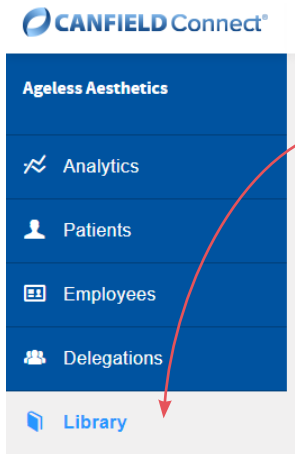 CANFIELD Connect®
Ageless Aesthetics
Analytics
Patients
Employees
Delegations
Library